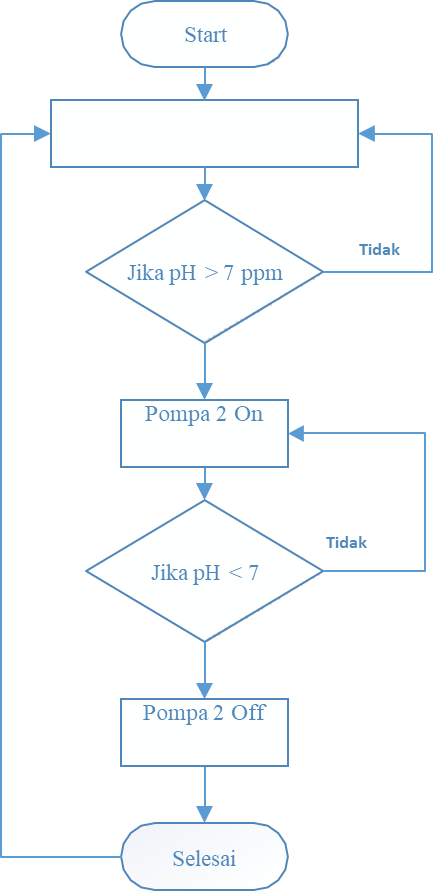 Start
Jika pH > 7 ppm
Tidak
Pompa 2 On
Tidak
Jika pH < 7
Pompa 2 Off
Selesai